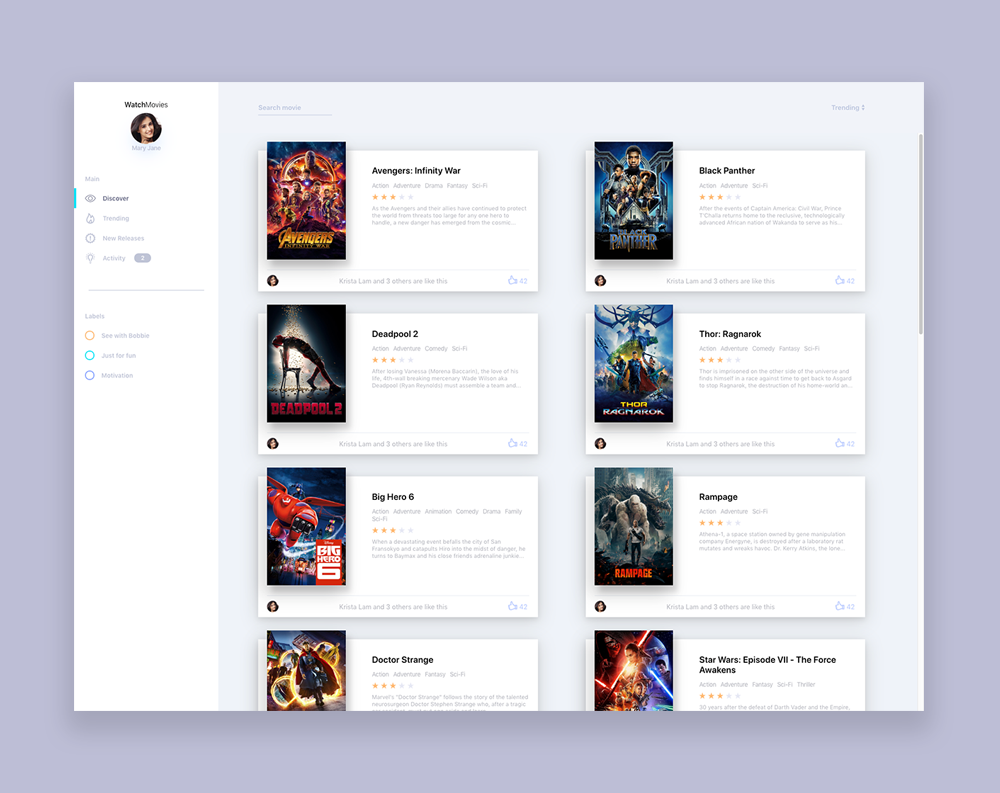 WatchMovies
Mary Jane
Main
Discover
Trending
New Releases
Activity 2
Labels
See with Bobbie
Just for fun
Motivation
Search movie
Trending
AVENGERS
INFINITY WAR
Avengers: Infinity War
Action Adventure Drama Fantasy Sci-Fi
As the Avengers and their allies have continued to protect
the world from threats too large for any one hero to
handle, a new danger has emerged from the cosmic...
Krista Lam and 3 others are like this
42
BLACK
PANTHER
Black Panther
Action Adventure Sci-Fi
After the events of Captain America: Civil War, Prince
T'Challa returns home to the reclusive, technologically
advanced African nation of Wakanda to serve as his...
Krista Lam and 3 others are like this
42
DEADPOOL 2
Deadpool 2
Action Adventure Comedy Sci-Fi
After losing Vanessa (Morena Baccarin), the love of his
life, 4th-wall breaking mercenary Wade Wilson aka
Deadpool (Ryan Reynolds) must assemble a team and...
Krista Lam and 3 others are like this
42
THOR
RAGNAROK
Thor: Ragnarok
Action Adventure Comedy Fantasy Sci-Fi
Thor is imprisoned on the other side of the universe and
finds himself in a race against time to get back to Asgard
to stop Ragnarok, the destruction of his home-world an...
Krista Lam and 3 others are like this
42
Disney
BIG
HERO
6
Big Hero 6
Action Adventure Animation Comedy Drama Family
Sci-Fi
When a devastating event befalls the city of San
Fransokyo and catapults Hiro into the midst of danger, he
turns to Baymax and his close friends adrenaline junkie...
Krista Lam and 3 others are like this
42
RAMPAGE
Rampage
Action Adventure Sci-Fi
Athena-1, a space station owned by gene manipulation
company Energyne, is destroyed after a laboratory rat
mutates and wreaks havoc. Dr. Kerry Atkins, the lone...
Krista Lam and 3 others are like this
42
Doctor Strange
Action Adventure Fantasy Sci-Fi
Marvel's "Doctor Strange" follows the story of the talented
neurosurgeon Doctor Stephen Strange who, after a tragic
Star Wars: Episode VII - The Force
Awakens
Action Adventure Fantasy Sci-Fi Thriller
30 years after the defeat of Darth Vader and the Empire,